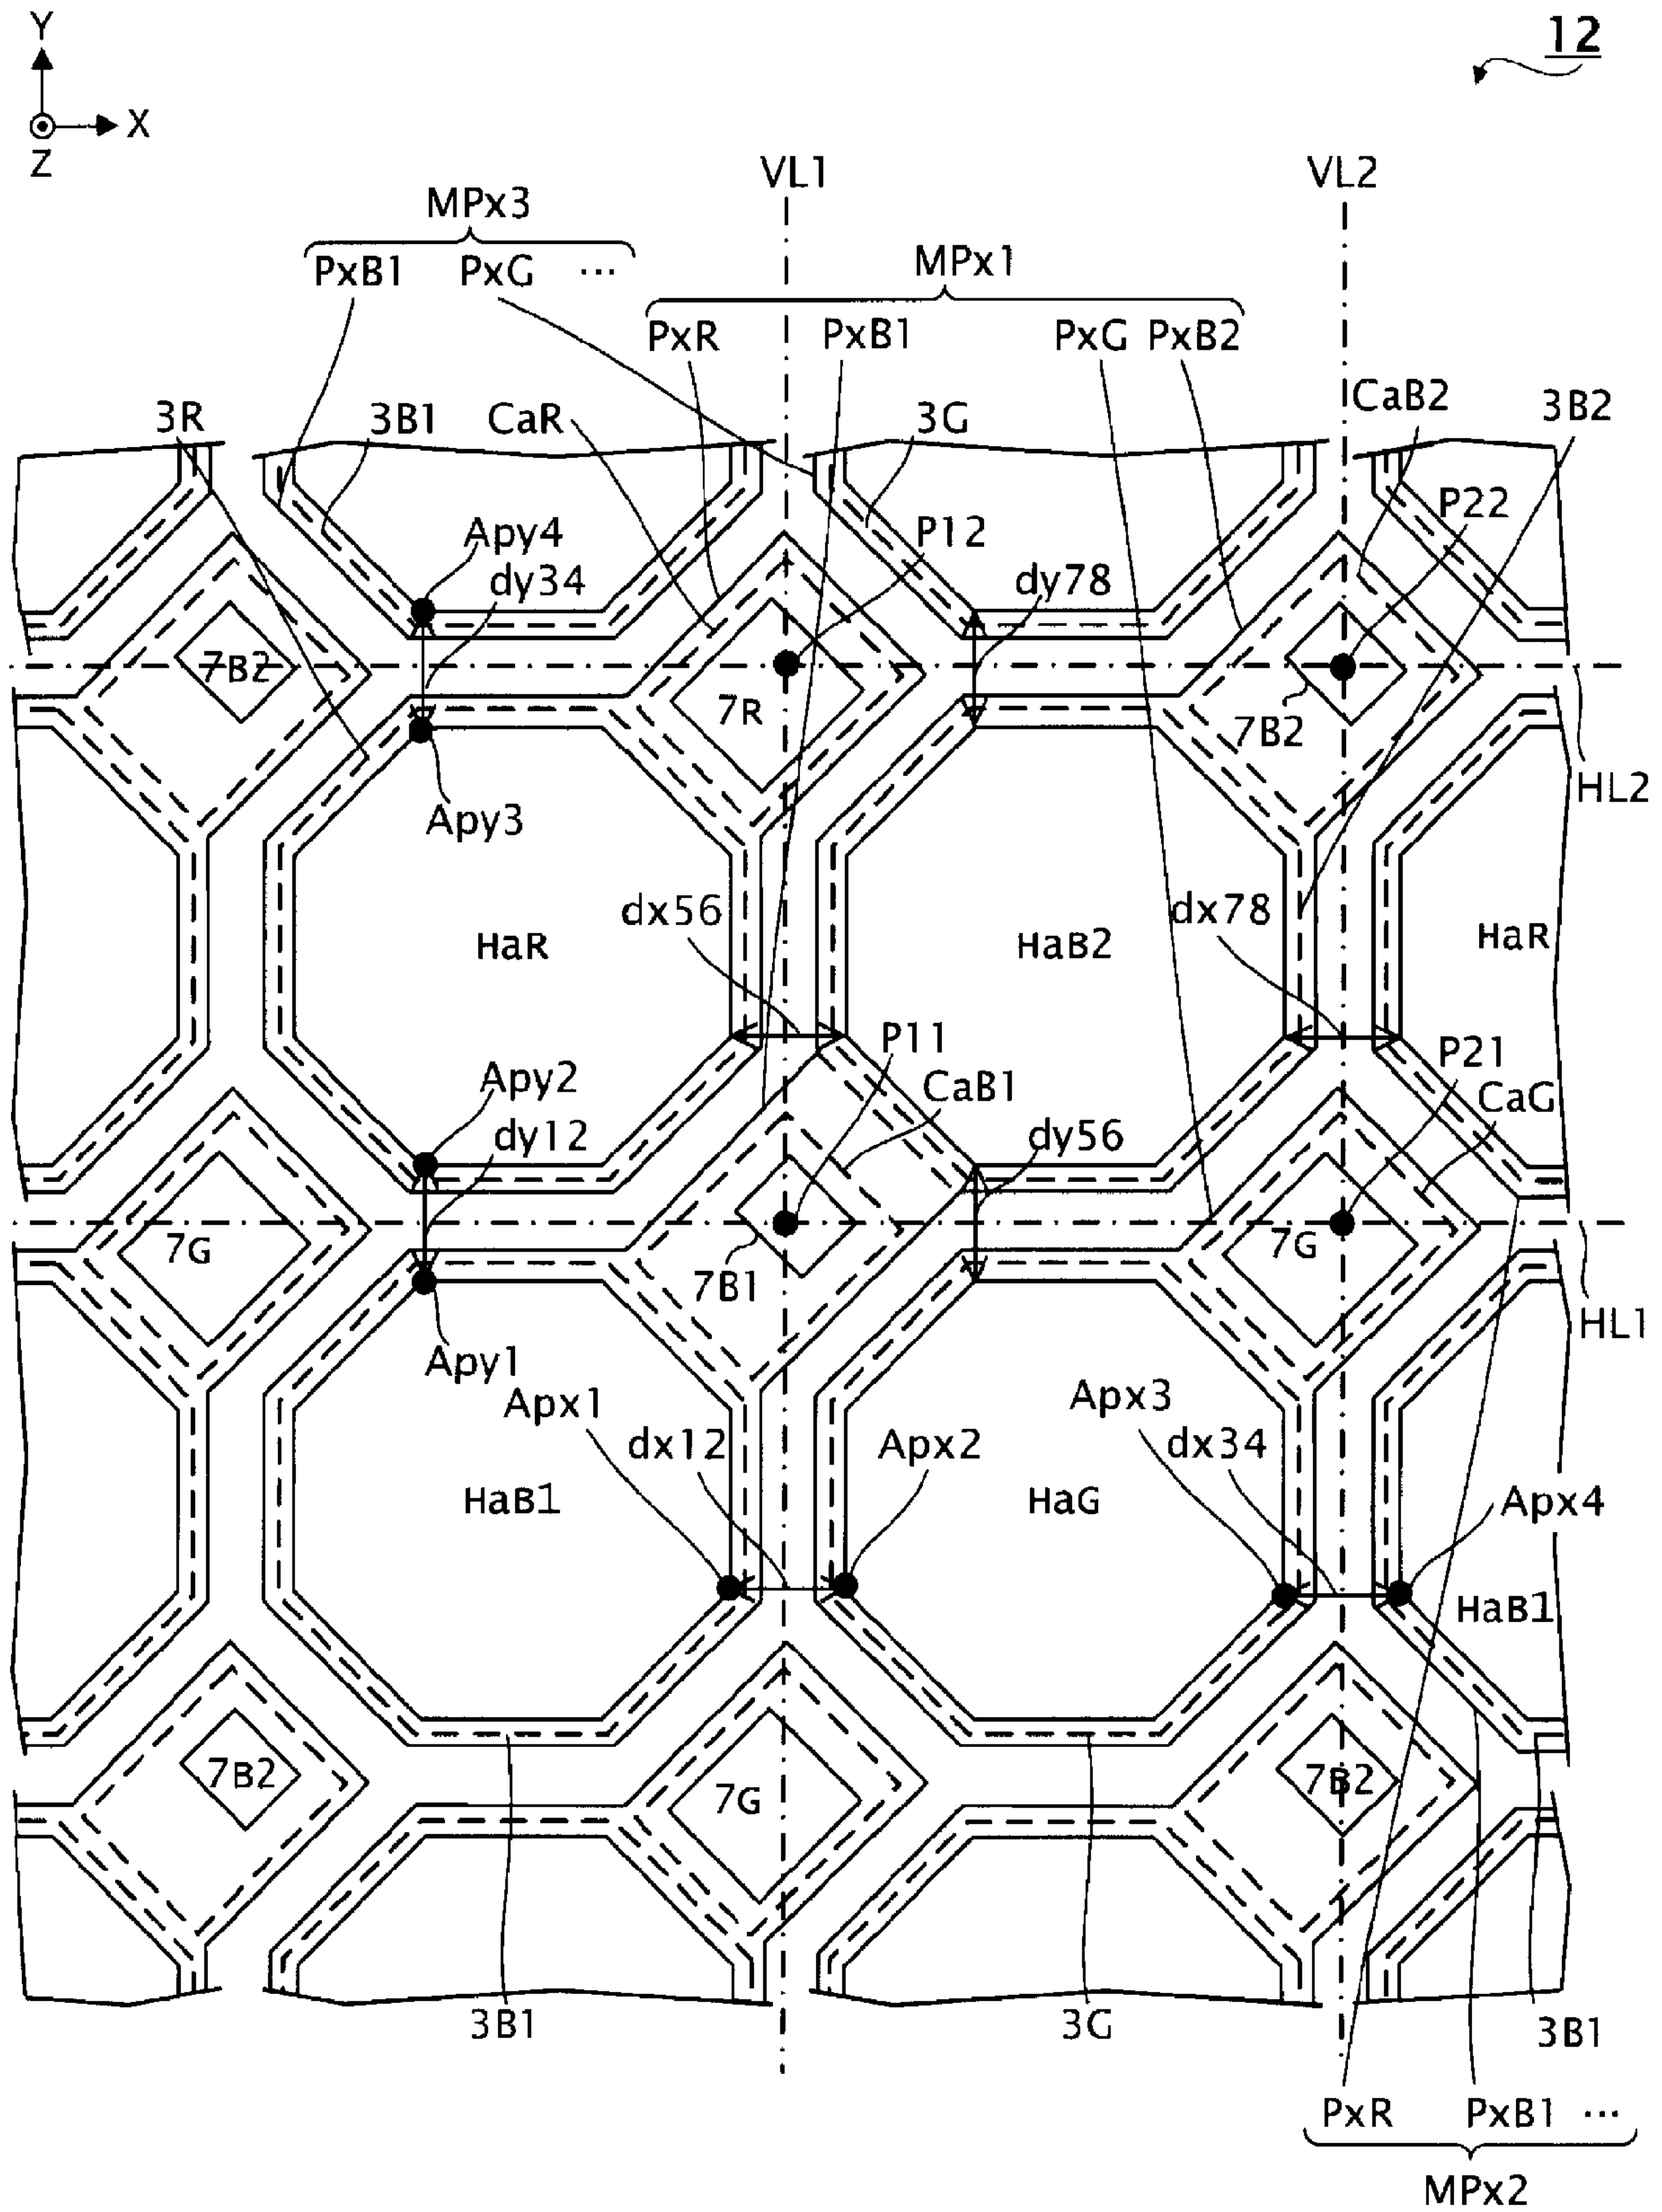 Y
12
X
Z
VL1 VL2
MPx3
MPx1
PxB1 PxG ...
PxR PxB1 PxG PxB2
CaB2
3R 3B1 CaR 3G 3B2
P22
Apy4 P12
dy34 dy78
7B2
7R
7B2
HL2
Apy3
dx56 dx78
HaR HaB2 HaR
P11 P21
Apy2 CaB1 CaG
dy12 dy56
7G 7G
7B1
HL1
Apy1
Apx1 Apx3
dx12 Apx2 dx34
HaB1 HaG Apx4
HaB1
7B2 7G 7B2
3B1 3G 3B1
PxR PxB1 ...
MPx2